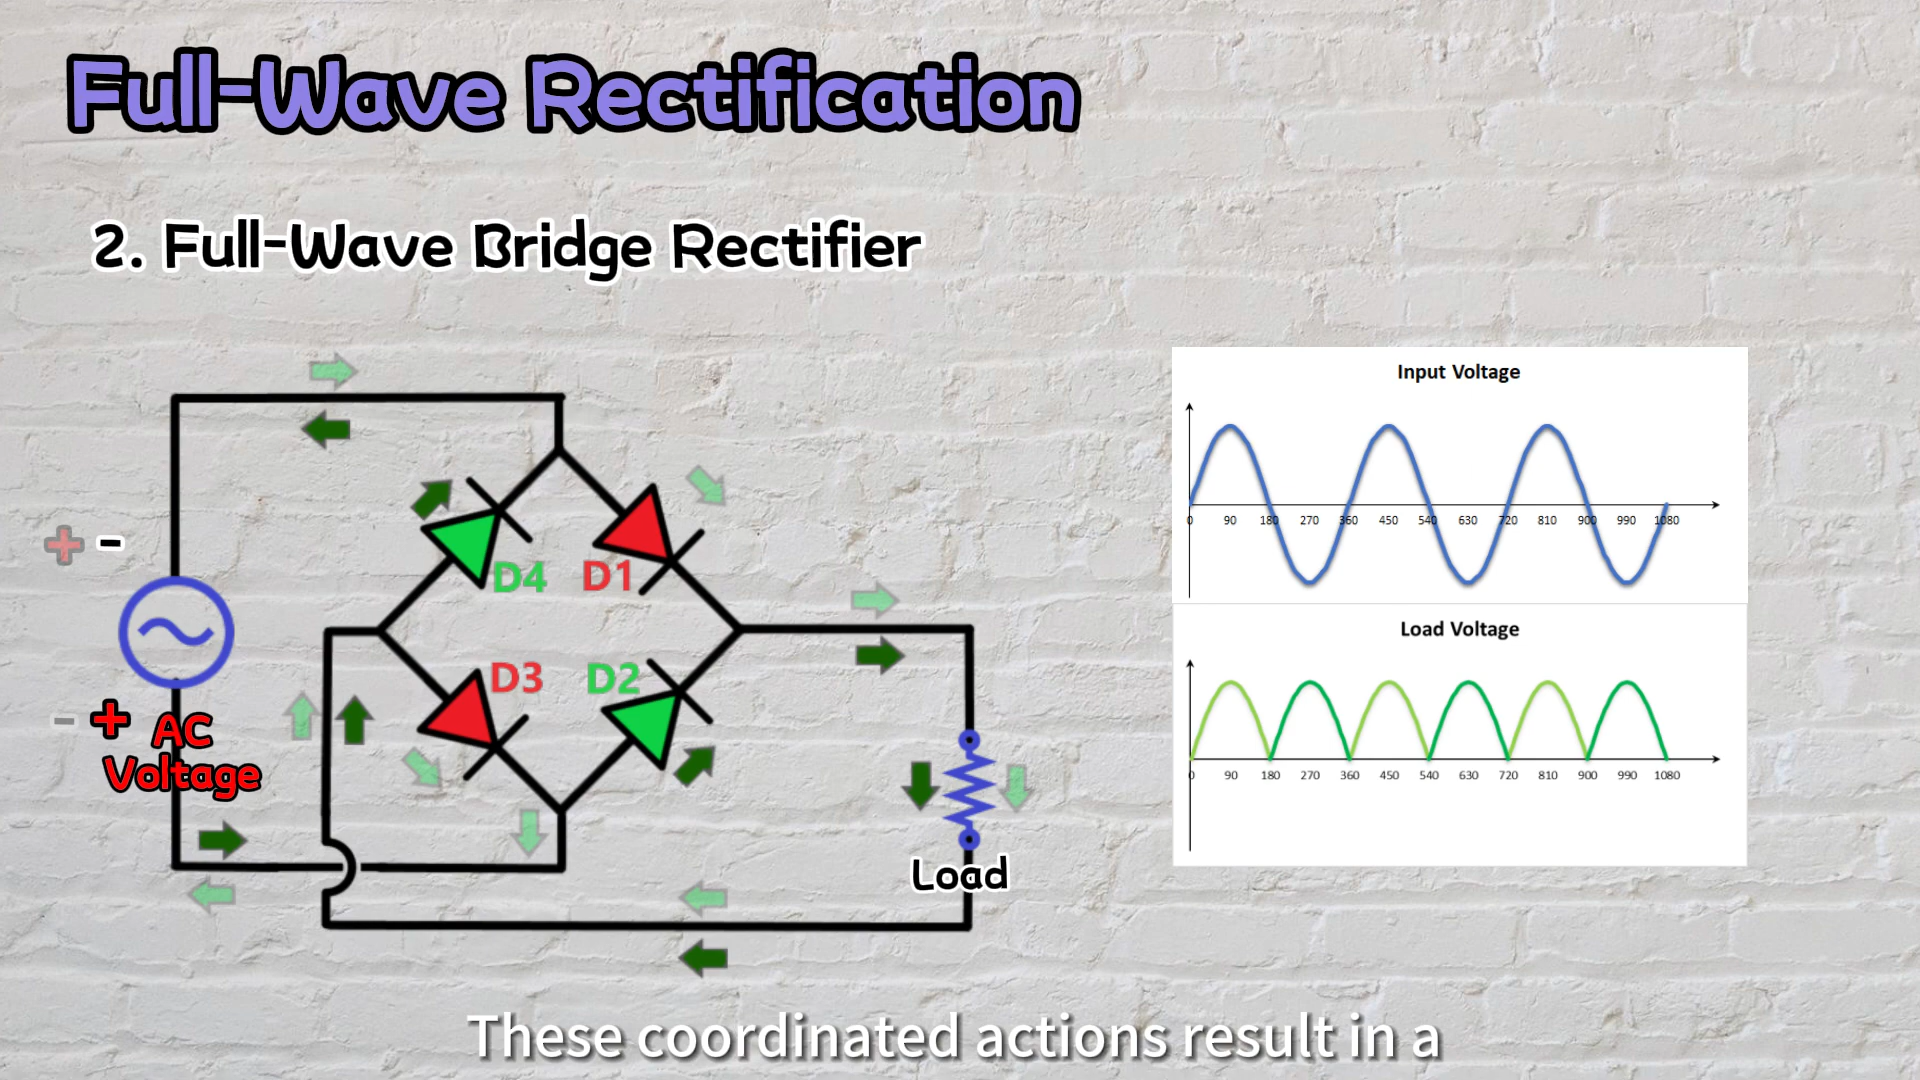 Full-Wave Rectification
2. Full-Wave Bridge Rectifier
+ -
- + AC
Voltage
D4 D1
D3 D2
Load
Input Voltage
0 90 180 270 360 450 540 630 720 810 900 990 1080
Load Voltage
0 90 180 270 360 450 540 630 720 810 900 990 1080
These coordinated actions result in a